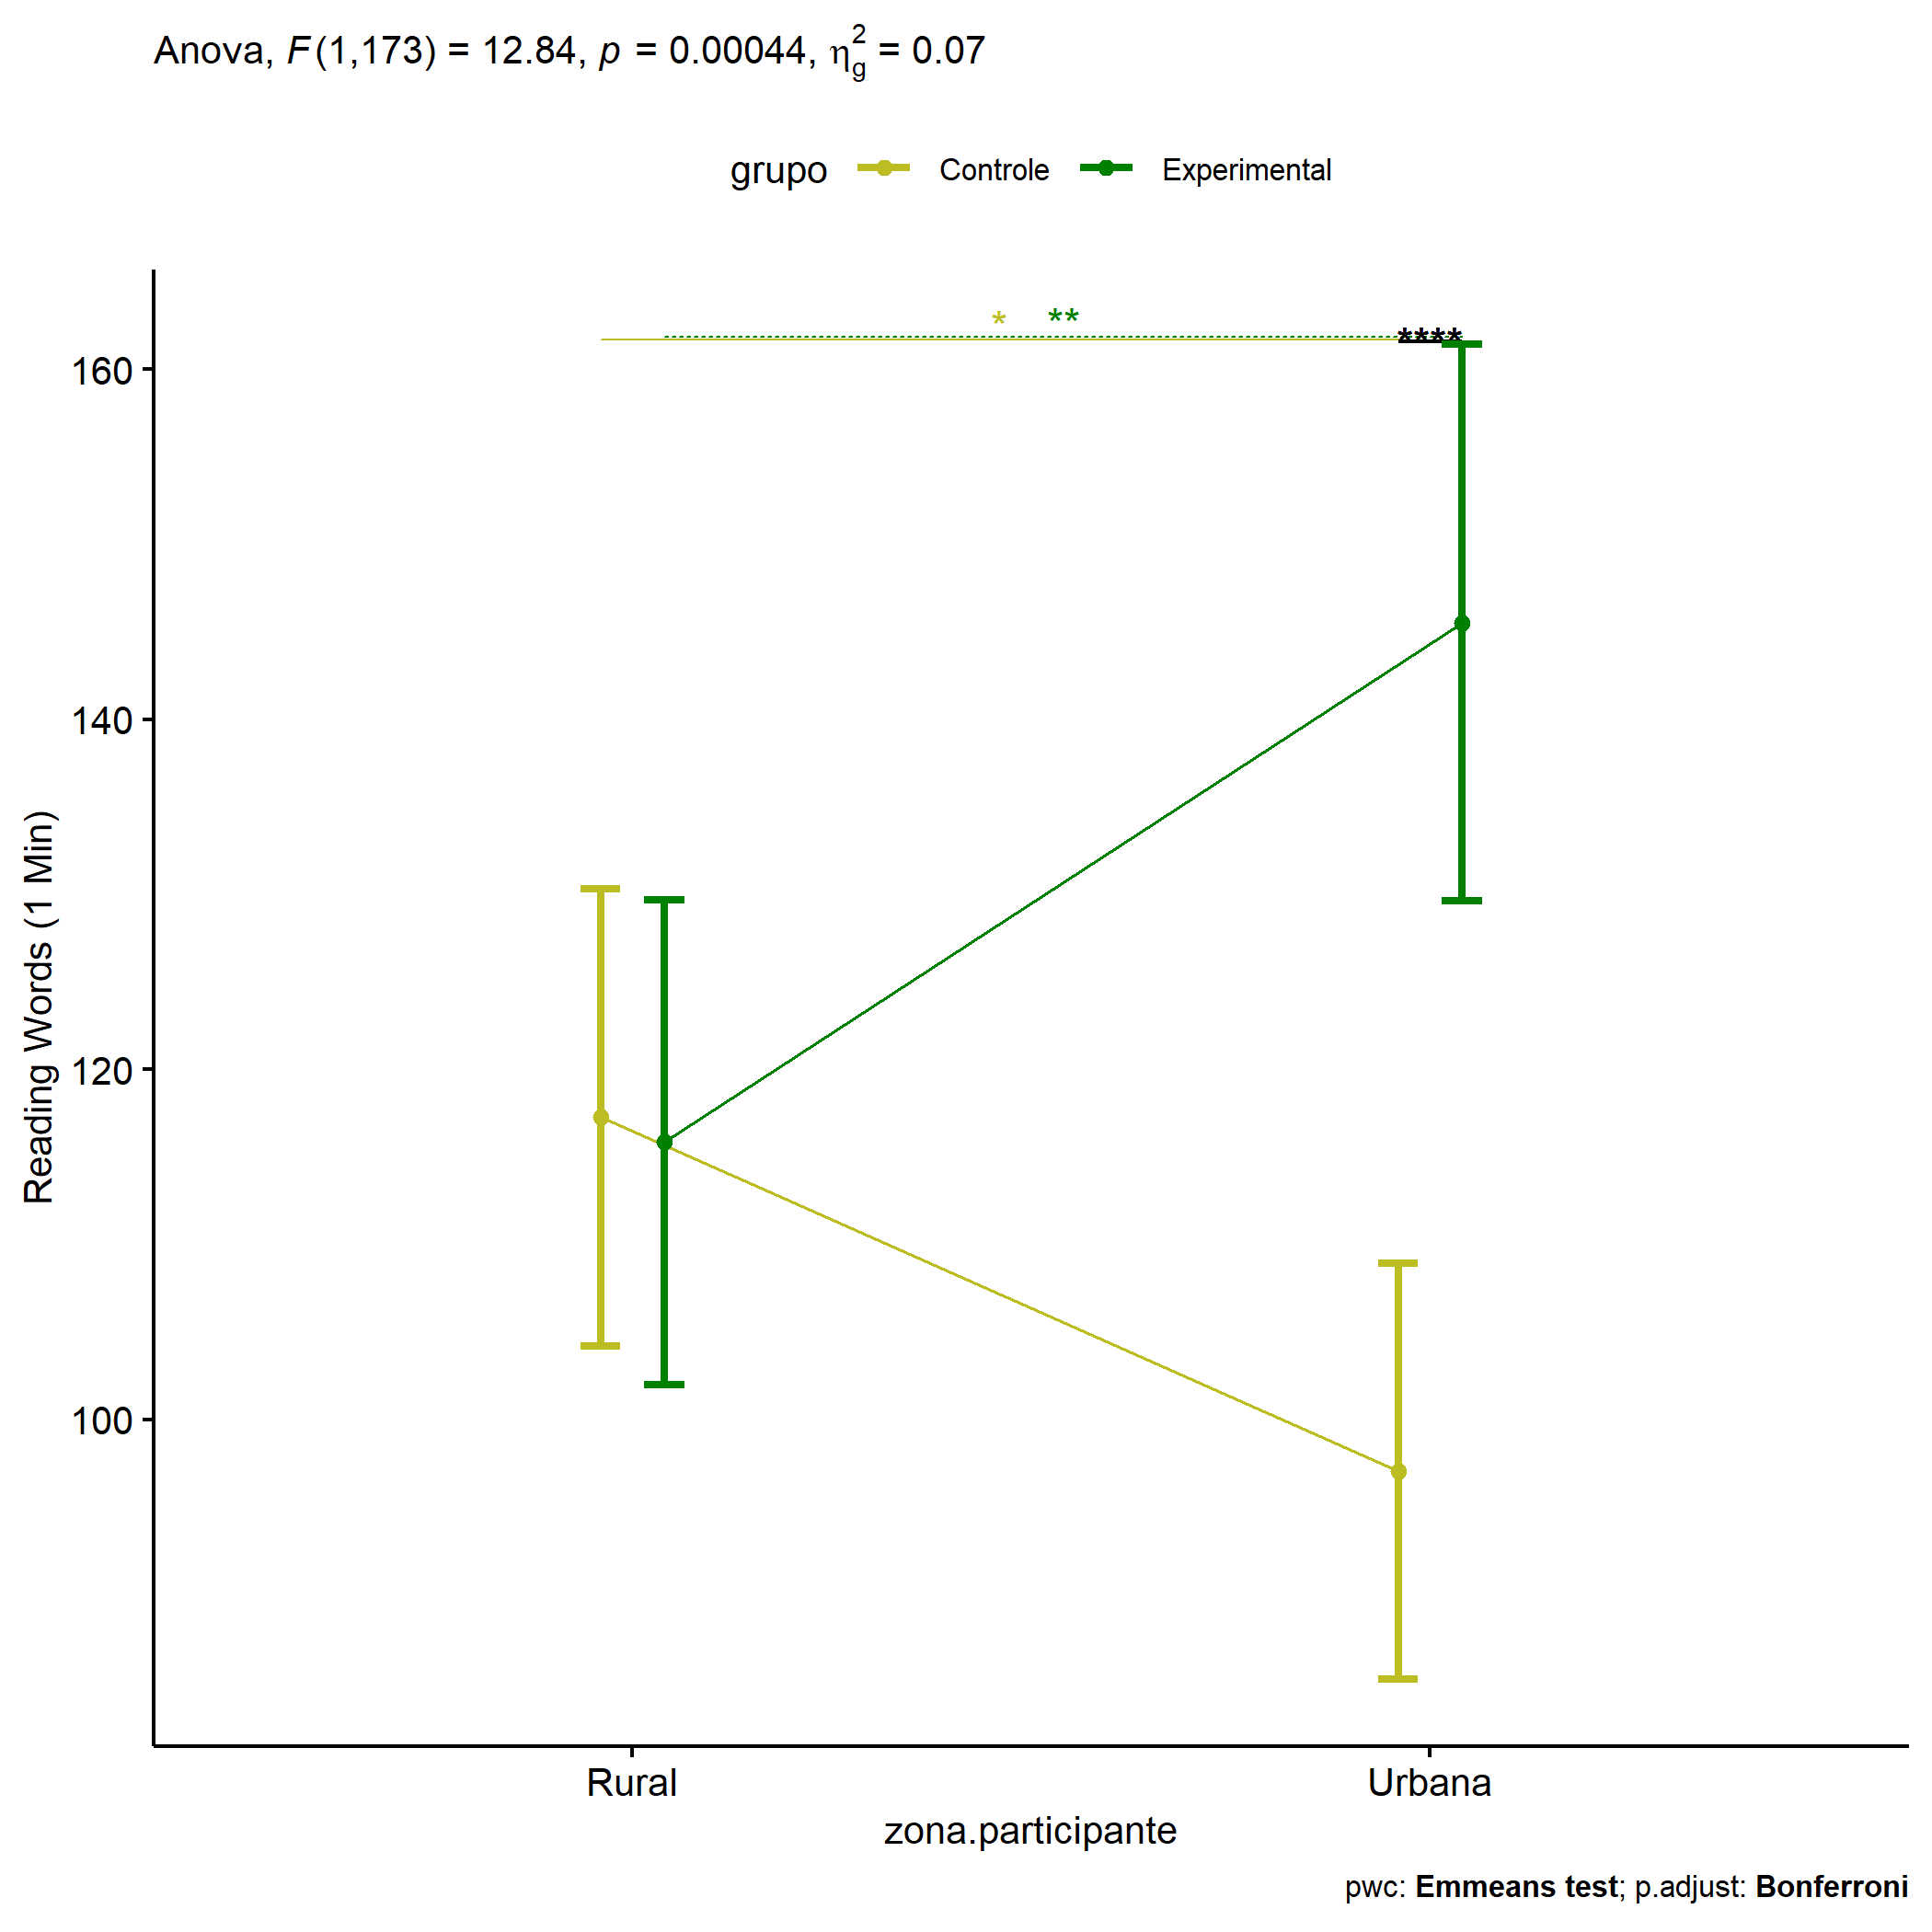 Anova, F(1,173) = 12.84, p = 0.00044, η²g = 0.07
grupo Controle Experimental
* ** ****
160
140
120
100
Reading Words (1 Min)
Rural Urbana
zona.participante
pwc: Emmeans test; p.adjust: Bonferroni